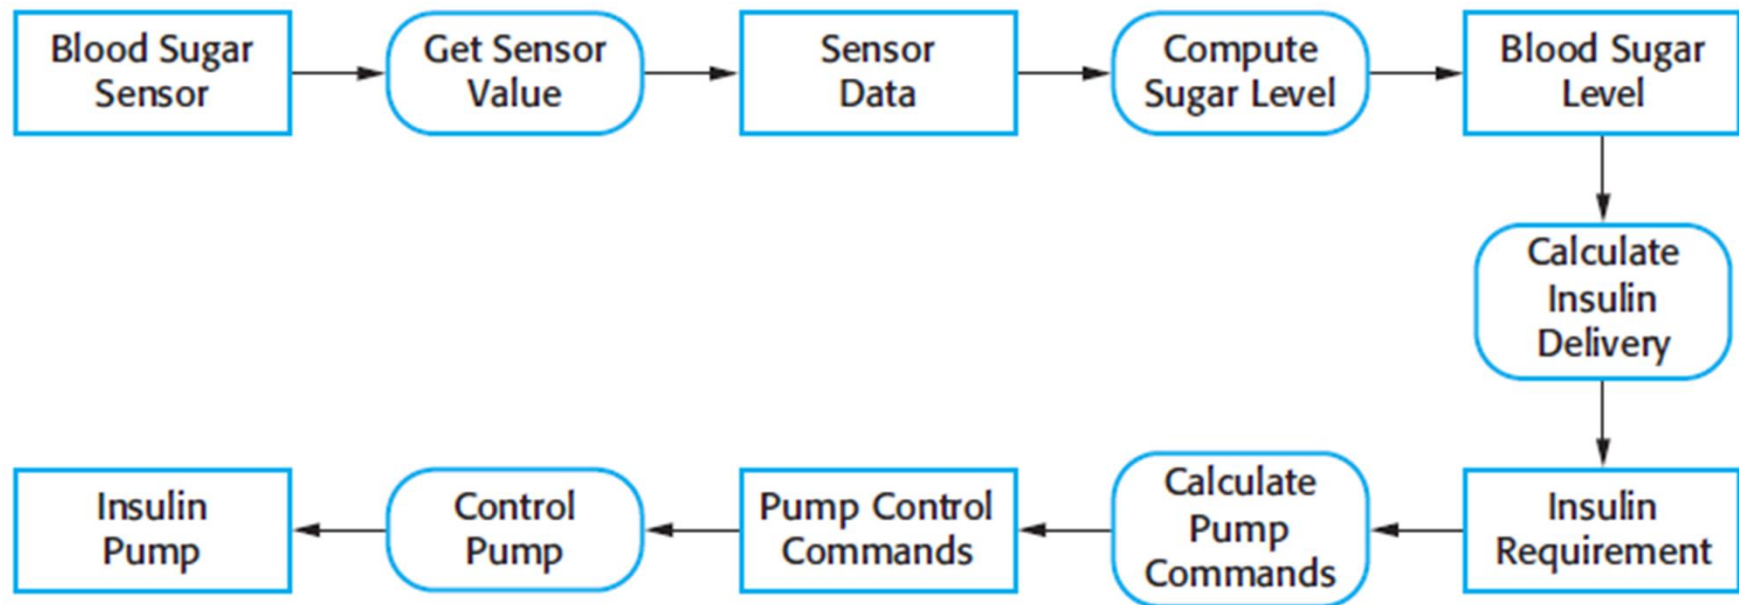 Blood Sugar
Sensor
Get Sensor
Value
Sensor
Data
Compute
Sugar Level
Blood Sugar
Level
Calculate
Insulin
Delivery
Insulin
Pump
Control
Pump
Pump Control
Commands
Calculate
Pump
Commands
Insulin
Requirement